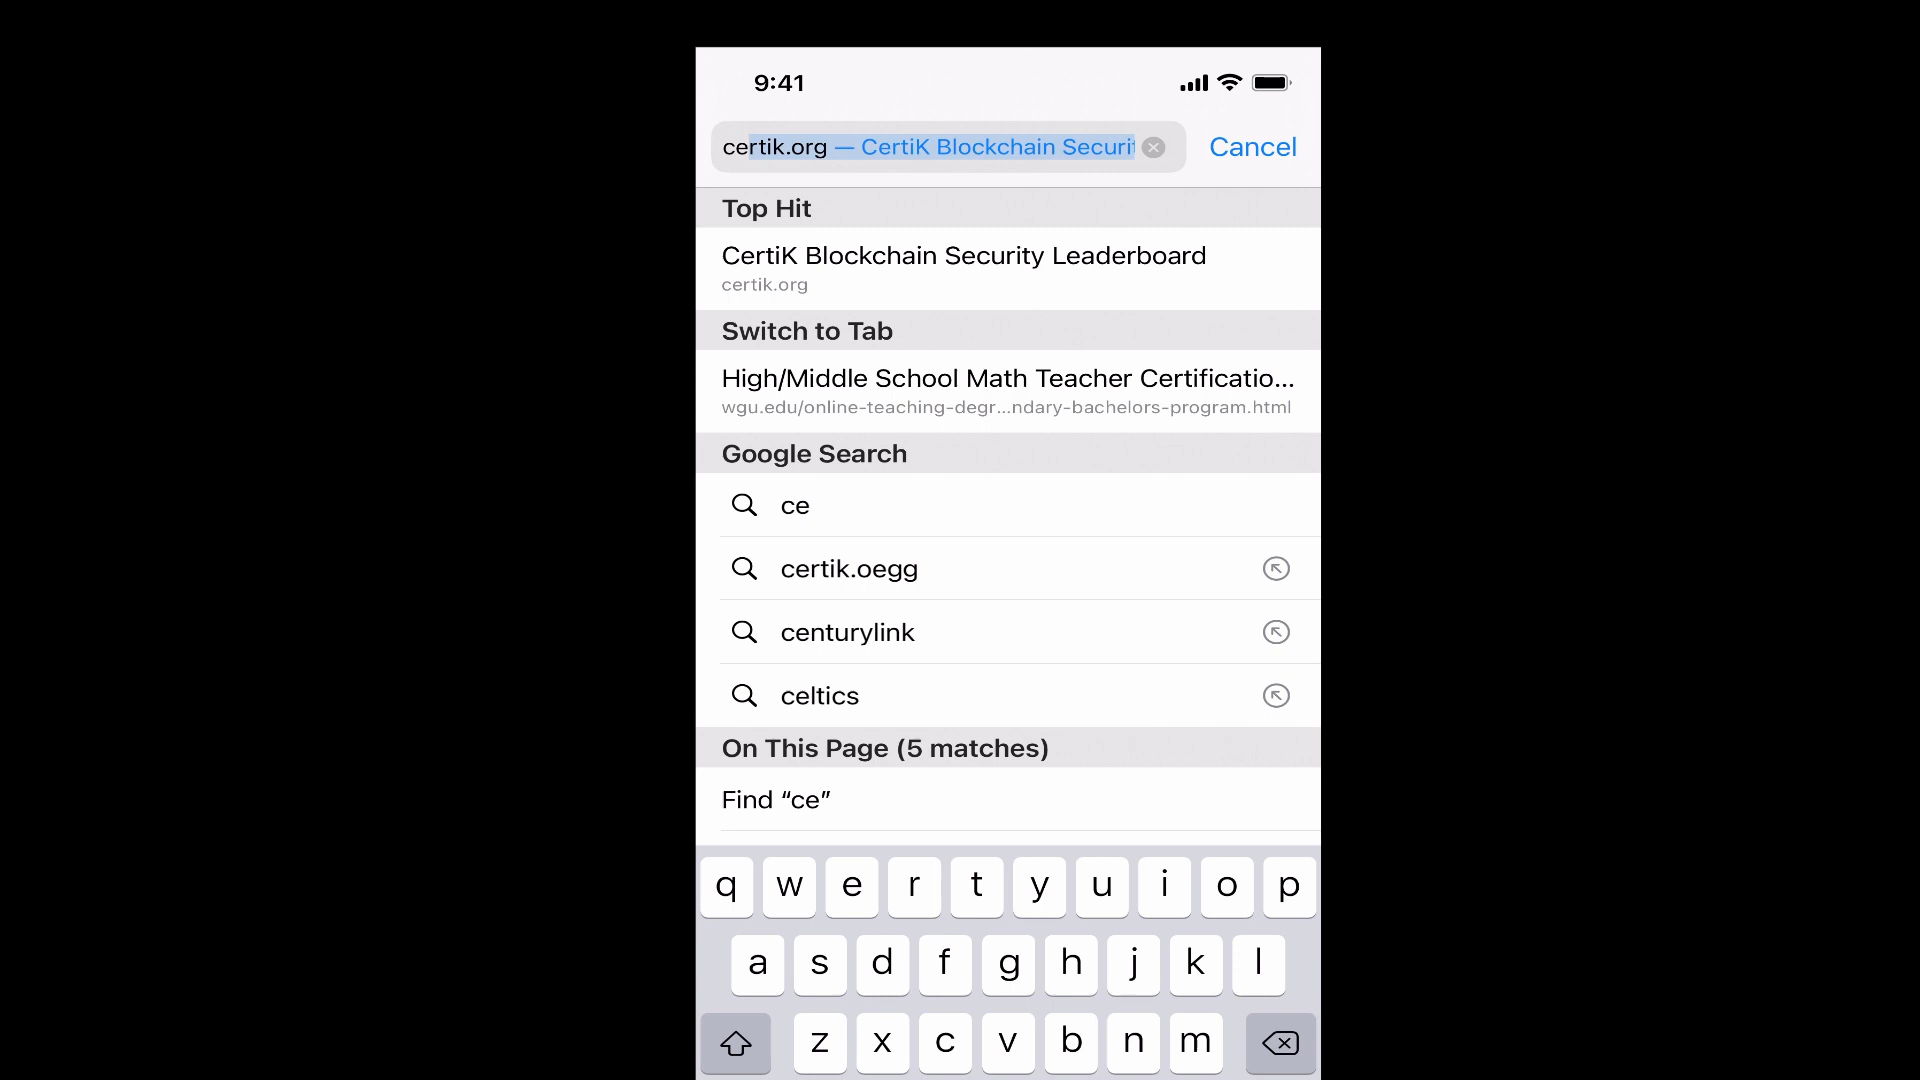 9:41
certik.org — CertiK Blockchain Securit
Cancel
Top Hit
CertiK Blockchain Security Leaderboard
certik.org
Switch to Tab
High/Middle School Math Teacher Certificatio...
wgu.edu/online-teaching-degr...ndary-bachelors-program.html
Google Search
ce
certik.oegg
centurylink
celtics
On This Page (5 matches)
Find “ce”
q w e r t y u i o p
a s d f g h j k l
z x c v b n m